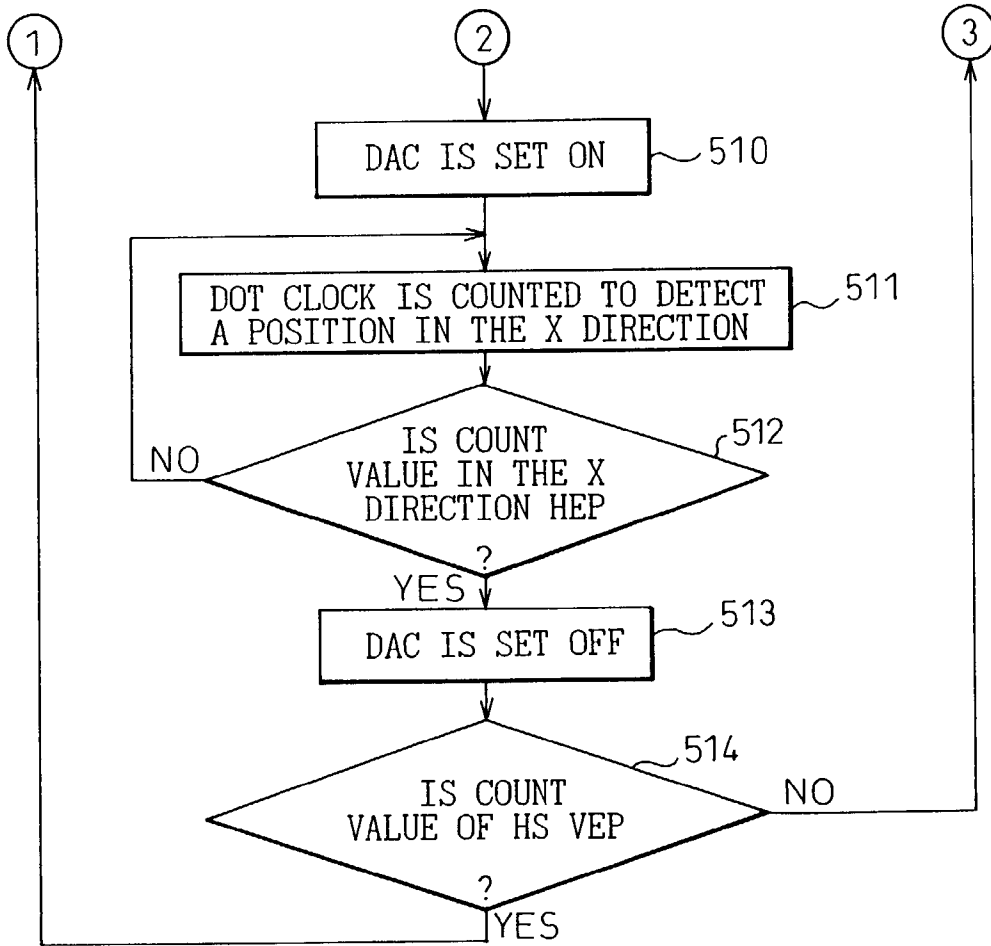 1
2
3
DAC IS SET ON
510
DOT CLOCK IS COUNTED TO DETECT
A POSITION IN THE X DIRECTION
511
IS COUNT
VALUE IN THE X
DIRECTION HEP
?
512
NO
YES
DAC IS SET OFF
513
IS COUNT
VALUE OF HS VEP
?
514
NO
YES